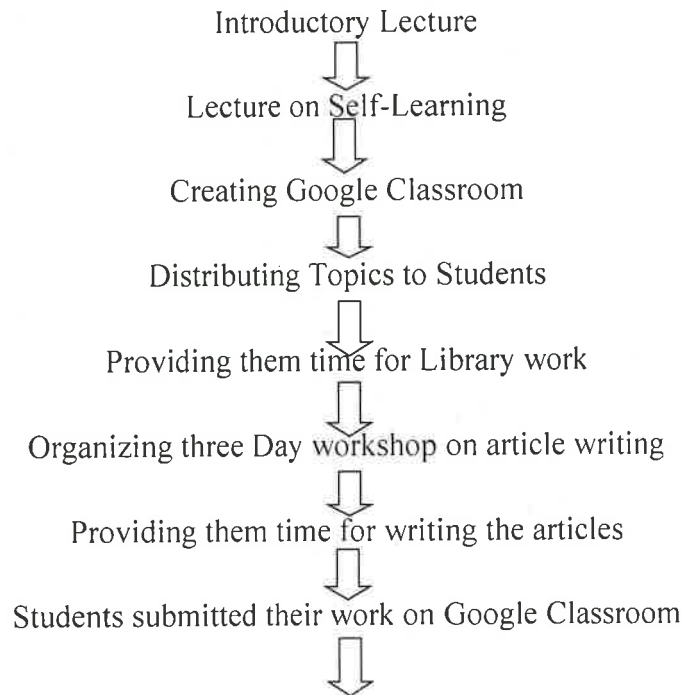 Introductory Lecture
Lecture on Self-Learning
Creating Google Classroom
Distributing Topics to Students
Providing them time for Library work
Organizing three Day workshop on article writing
Providing them time for writing the articles
Students submitted their work on Google Classroom